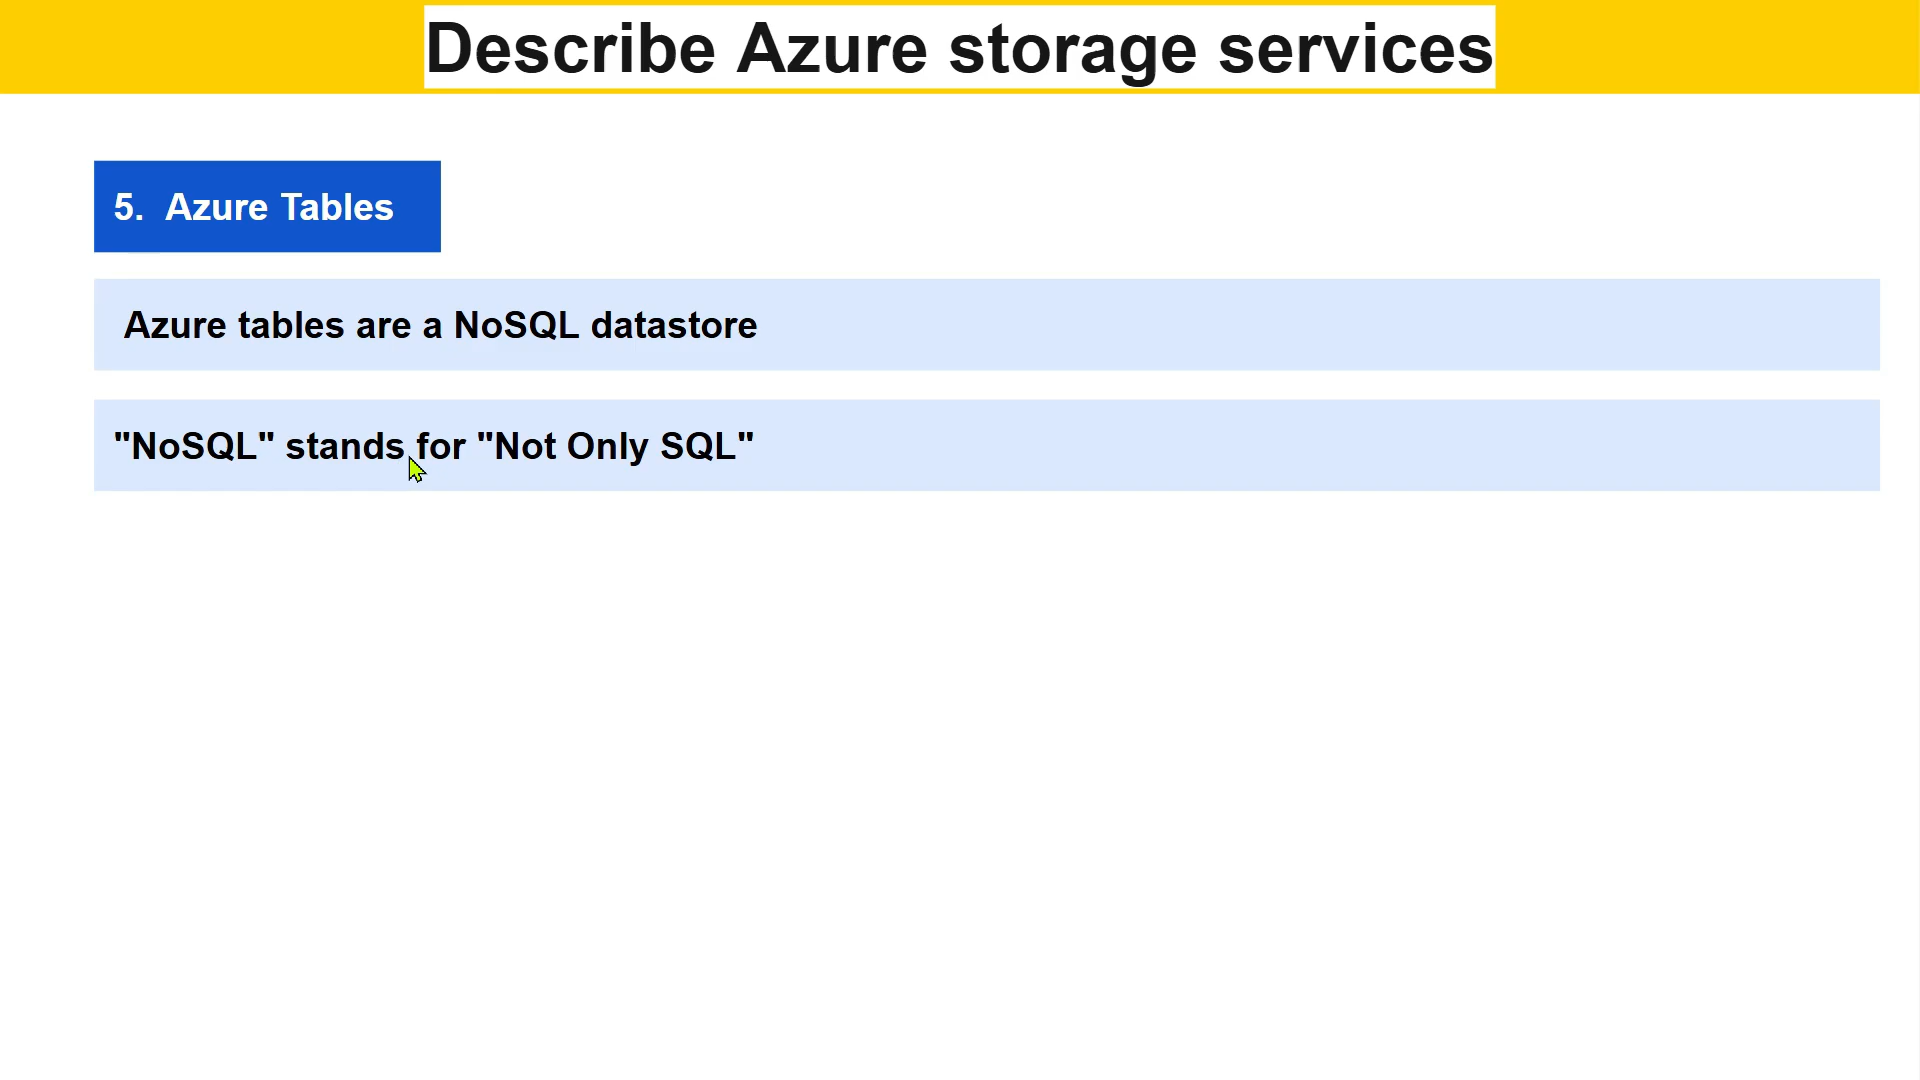 Describe Azure storage services
5. Azure Tables
Azure tables are a NoSQL datastore
"NoSQL" stands for "Not Only SQL"